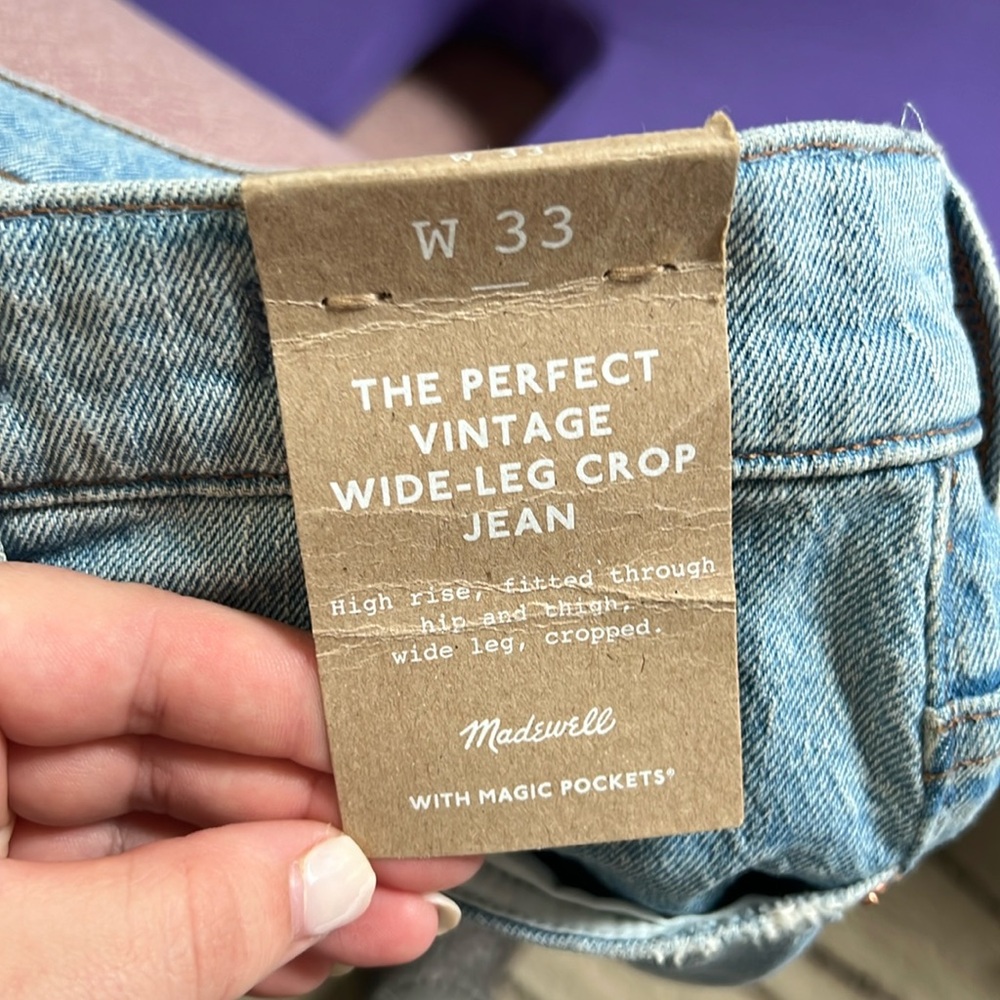 W 33
W 33
THE PERFECT
VINTAGE
WIDE-LEG CROP
JEAN
High rise, fitted through
hip and thigh,
wide leg, cropped.
Madewell
WITH MAGIC POCKETS®